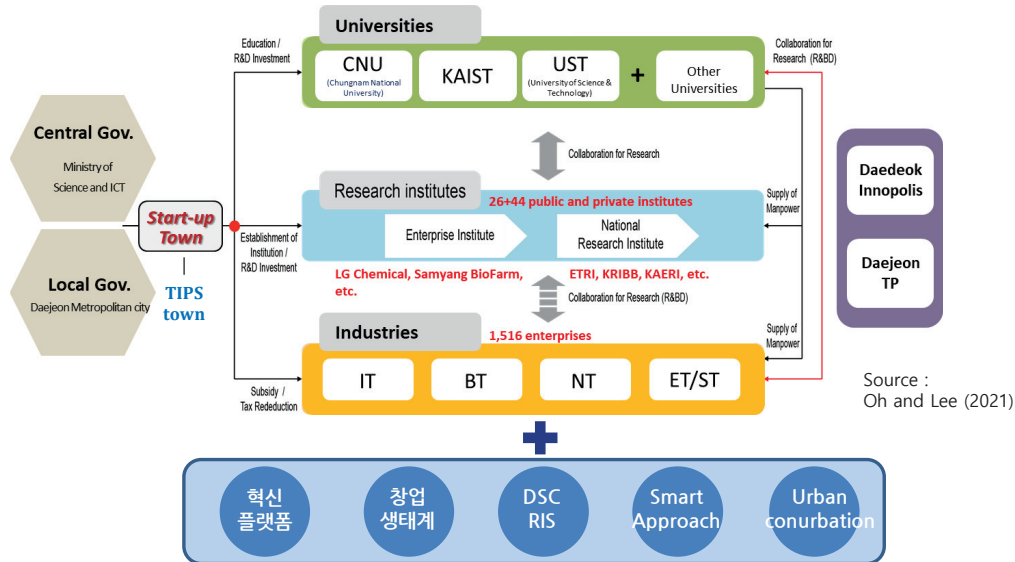 Universities
Education /
R&D Investment
CNU
(Chungnam National
University)
KAIST
UST
(University of Science &
Technology)
+
Other
Universities
Collaboration for
Research (R&BD)
Central Gov.
Ministry of
Science and ICT
Collaboration for Research
Daedeok
Innopolis
Research institutes
26+44 public and private institutes
Supply of
Manpower
Start-up
Town
Enterprise Institute
National
Research Institute
Establishment of
Institution /
R&D Investment
LG Chemical, Samyang BioFarm,
etc.
ETRI, KRIBB, KAERI, etc.
Daejeon
TP
Local Gov.
Daejeon Metropolitan city
TIPS
town
Collaboration for Research (R&BD)
Industries
1,516 enterprises
Supply of
Manpower
IT
BT
NT
ET/ST
Subsidy /
Tax Rededuction
Source :
Oh and Lee (2021)
혁신
플랫폼
창업
생태계
DSC
RIS
Smart
Approach
Urban
conurbation